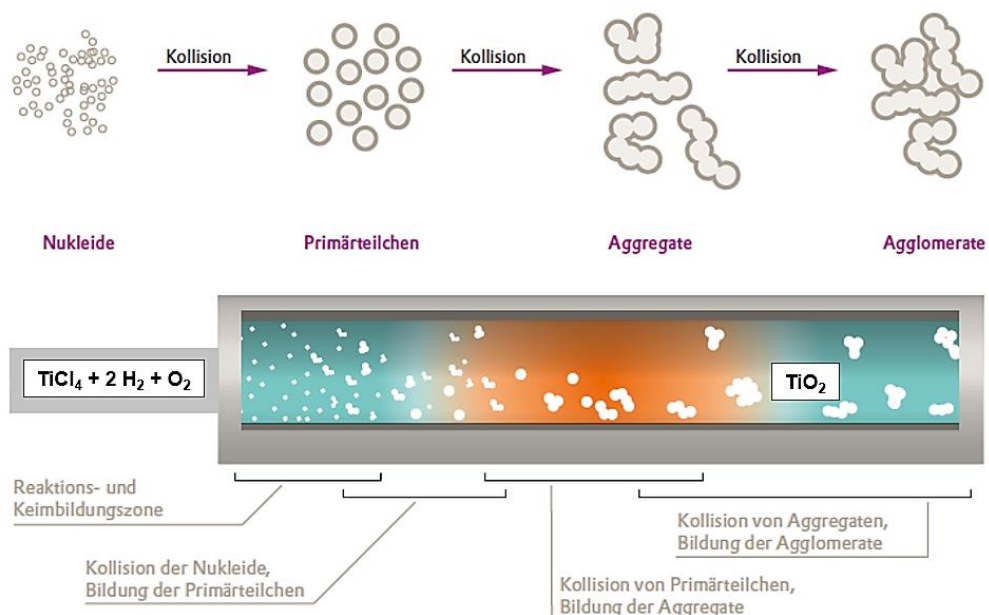 Kollision
Kollision
Kollision
Nukleide
Primärteilchen
Aggregate
Agglomerate
TiCl₄ + 2 H₂ + O₂
TiO₂
Reaktions- und
Keimbildungszone
Kollision der Nukleide,
Bildung der Primärteilchen
Kollision von Primärteilchen,
Bildung der Aggregate
Kollision von Aggregaten,
Bildung der Agglomerate